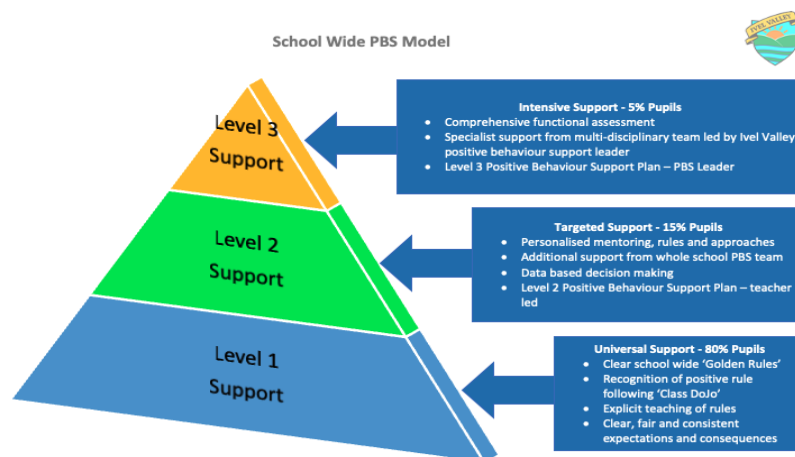 School Wide PBS Model
IVEL VALLEY
Level 3
Support
Intensive Support - 5% Pupils
• Comprehensive functional assessment
• Specialist support from multi-disciplinary team led by Ivel Valley
positive behaviour support leader
• Level 3 Positive Behaviour Support Plan – PBS Leader
Level 2
Support
Targeted Support - 15% Pupils
• Personalised mentoring, rules and approaches
• Additional support from whole school PBS team
• Data based decision making
• Level 2 Positive Behaviour Support Plan – teacher
led
Level 1
Support
Universal Support - 80% Pupils
• Clear school wide ‘Golden Rules’
• Recognition of positive rule
following ‘Class DoJo’
• Explicit teaching of rules
• Clear, fair and consistent
expectations and consequences